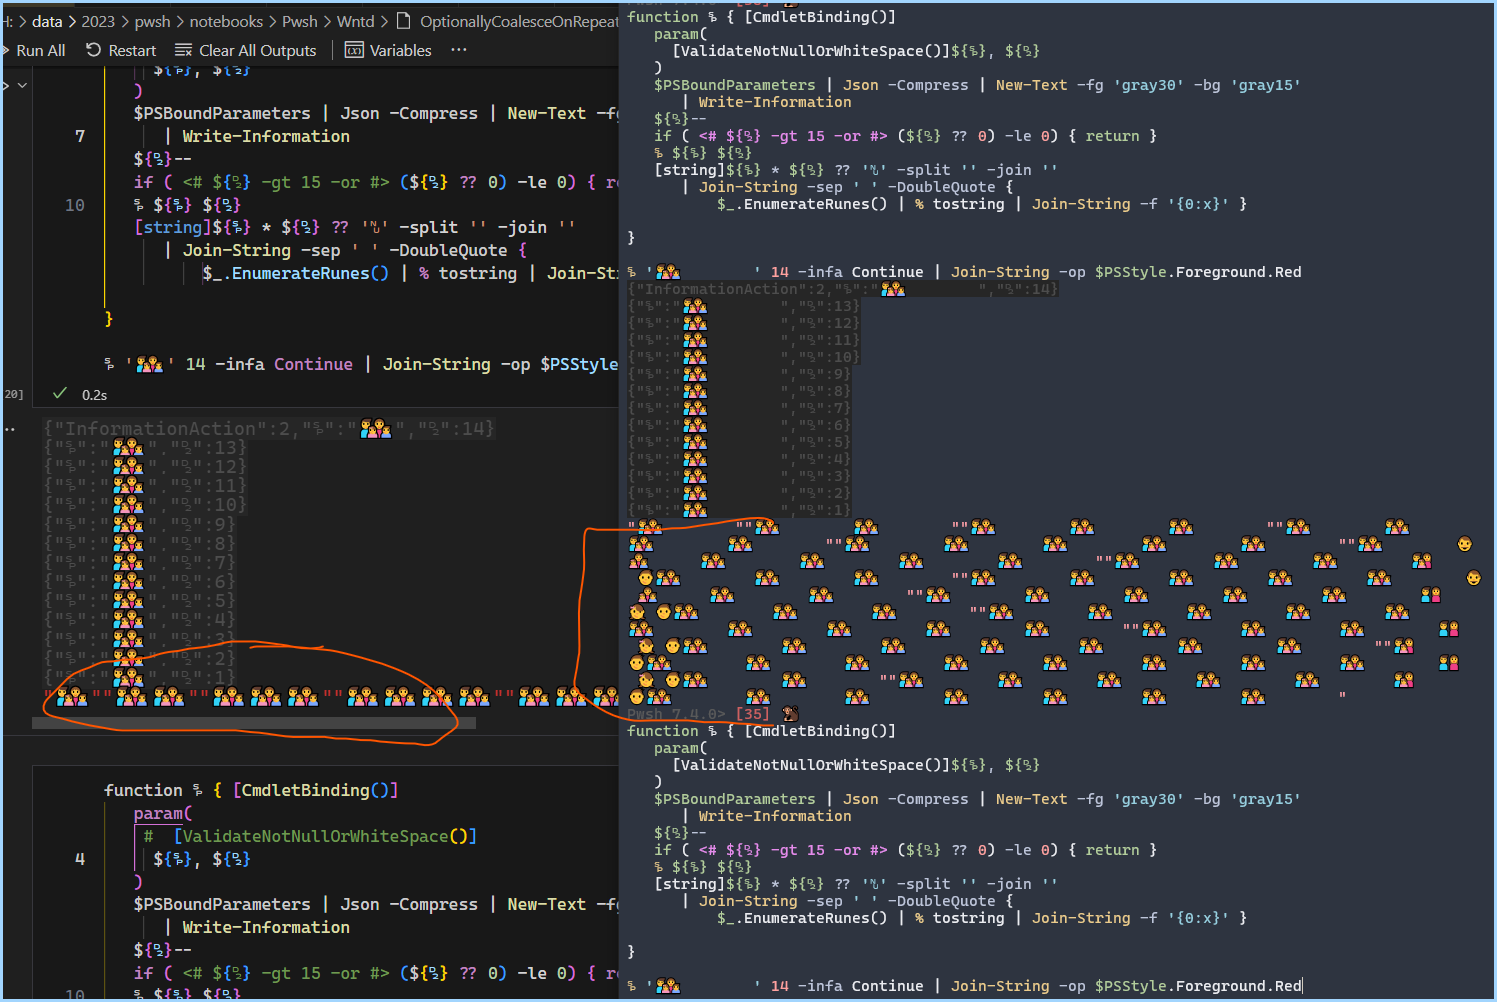 H: > data > 2023 > pwsh > notebooks > Pwsh > Wntd > OptionallyCoalesceOnRepeat
Run All Restart Clear All Outputs Variables ...
${␠}, ${␒}
)
$PSBoundParameters | Json -Compress | New-Text -fg
7 | Write-Information
${␒}--
if ( <# ${␒} -gt 15 -or #> (${␒} ?? 0) -le 0) { re
10 ␠ ${␠} ${␒}
[string]${␠} * ${␒} ?? '␀' -split '' -join ''
| Join-String -sep ' ' -DoubleQuote {
$_.EnumerateRunes() | % tostring | Join-St
}
␠ '👨‍👩‍👧' 14 -infa Continue | Join-String -op $PSStyle
20] ✓ 0.2s
{"InformationAction":2,"␠":"👨‍👩‍👧","␒":14}
{"␠":"👨‍👩‍👧","␒":13}
{"␠":"👨‍👩‍👧","␒":12}
{"␠":"👨‍👩‍👧","␒":11}
{"␠":"👨‍👩‍👧","␒":10}
{"␠":"👨‍👩‍👧","␒":9}
{"␠":"👨‍👩‍👧","␒":8}
{"␠":"👨‍👩‍👧","␒":7}
{"␠":"👨‍👩‍👧","␒":6}
{"␠":"👨‍👩‍👧","␒":5}
{"␠":"👨‍👩‍👧","␒":4}
{"␠":"👨‍👩‍👧","␒":3}
{"␠":"👨‍👩‍👧","␒":2}
{"␠":"👨‍👩‍👧","␒":1}
function ␠ { [CmdletBinding()]
param(
# [ValidateNotNullOrWhiteSpace()]
4 ${␠}, ${␒}
)
$PSBoundParameters | Json -Compress | New-Text -fg
| Write-Information
${␒}--
if ( <# ${␒} -gt 15 -or #> (${␒} ?? 0) -le 0) { re
10 ␠ ${␠} ${␒}
function ␠ { [CmdletBinding()]
param(
[ValidateNotNullOrWhiteSpace()]${␠}, ${␒}
)
$PSBoundParameters | Json -Compress | New-Text -fg 'gray30' -bg 'gray15'
| Write-Information
${␒}--
if ( <# ${␒} -gt 15 -or #> (${␒} ?? 0) -le 0) { return }
␠ ${␠} ${␒}
[string]${␠} * ${␒} ?? '␀' -split '' -join ''
| Join-String -sep ' ' -DoubleQuote {
$_.EnumerateRunes() | % tostring | Join-String -f '{0:x}' }
}
␠ '👨‍👩‍👧 ' 14 -infa Continue | Join-String -op $PSStyle.Foreground.Red
{"InformationAction":2,"␠":"👨‍👩‍👧 ","␒":14}
{"␠":"👨‍👩‍👧 ","␒":13}
{"␠":"👨‍👩‍👧 ","␒":12}
{"␠":"👨‍👩‍👧 ","␒":11}
{"␠":"👨‍👩‍👧 ","␒":10}
{"␠":"👨‍👩‍👧 ","␒":9}
{"␠":"👨‍👩‍👧 ","␒":8}
{"␠":"👨‍👩‍👧 ","␒":7}
{"␠":"👨‍👩‍👧 ","␒":6}
{"␠":"👨‍👩‍👧 ","␒":5}
{"␠":"👨‍👩‍👧 ","␒":4}
{"␠":"👨‍👩‍👧 ","␒":3}
{"␠":"👨‍👩‍👧 ","␒":2}
{"␠":"👨‍👩‍👧 ","␒":1}
Pwsh 7.4.0> [35]
function ␠ { [CmdletBinding()]
param(
[ValidateNotNullOrWhiteSpace()]${␠}, ${␒}
)
$PSBoundParameters | Json -Compress | New-Text -fg 'gray30' -bg 'gray15'
| Write-Information
${␒}--
if ( <# ${␒} -gt 15 -or #> (${␒} ?? 0) -le 0) { return }
␠ ${␠} ${␒}
[string]${␠} * ${␒} ?? '␀' -split '' -join ''
| Join-String -sep ' ' -DoubleQuote {
$_.EnumerateRunes() | % tostring | Join-String -f '{0:x}' }
}
␠ '👨‍👩‍👧 ' 14 -infa Continue | Join-String -op $PSStyle.Foreground.Red